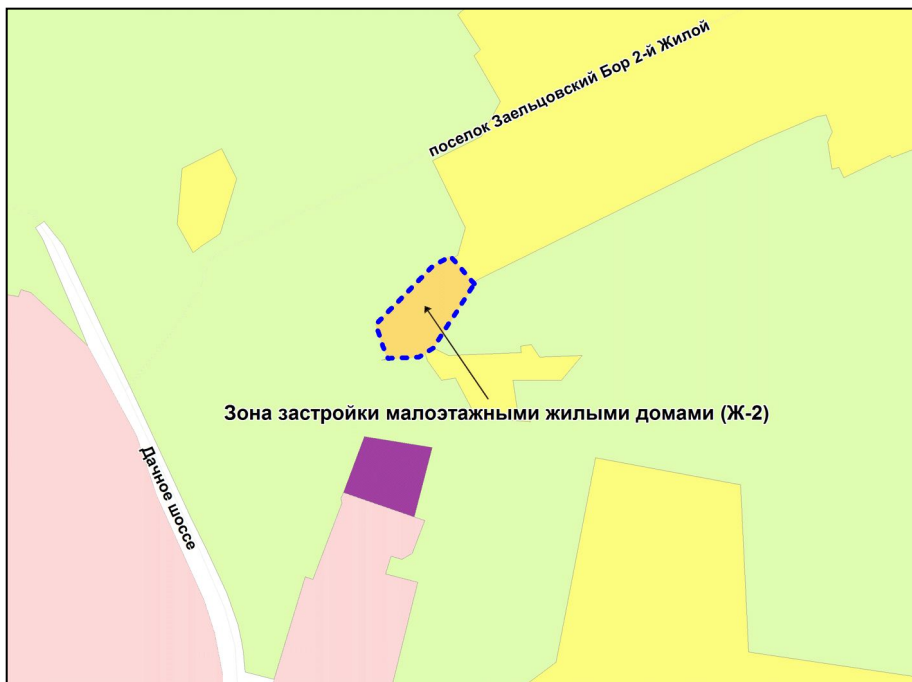 поселок Заельцовский Бор 2-й Жилой
Зона застройки малоэтажными жилыми домами (Ж-2)
Дачное шоссе